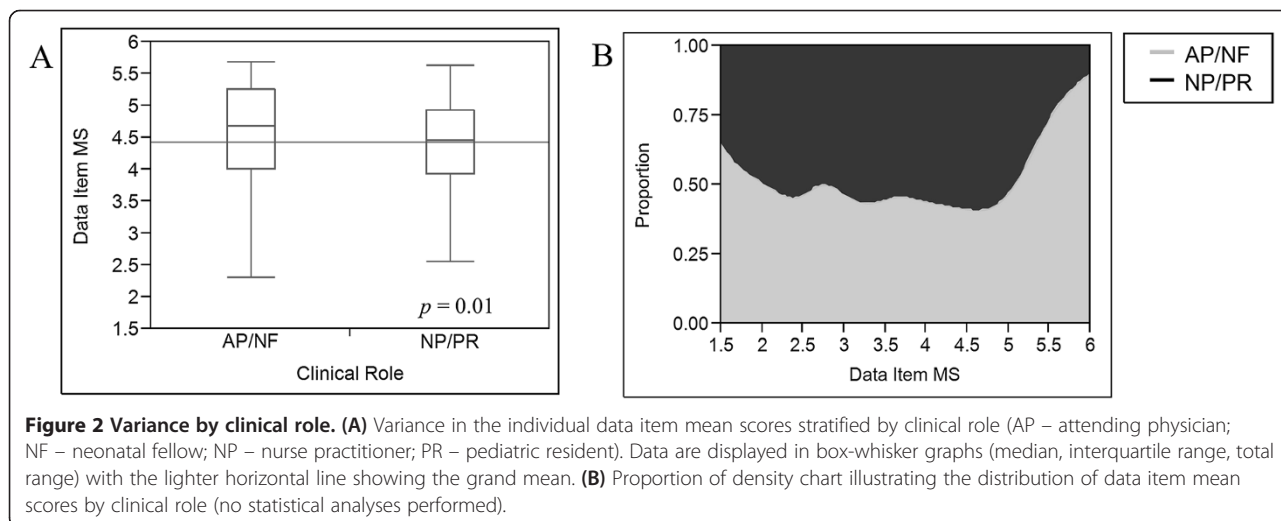 A
6
5.5
5
4.5
4
3.5
3
2.5
2
1.5
Data Item MS
p = 0.01
AP/NF NP/PR
Clinical Role
B
1.00
0.75
0.50
0.25
0.00
Proportion
1.5 2 2.5 3 3.5 4 4.5 5 5.5 6
Data Item MS
AP/NF
NP/PR
Figure 2 Variance by clinical role. (A) Variance in the individual data item mean scores stratified by clinical role (AP – attending physician;
NF – neonatal fellow; NP – nurse practitioner; PR – pediatric resident). Data are displayed in box-whisker graphs (median, interquartile range, total
range) with the lighter horizontal line showing the grand mean. (B) Proportion of density chart illustrating the distribution of data item mean
scores by clinical role (no statistical analyses performed).